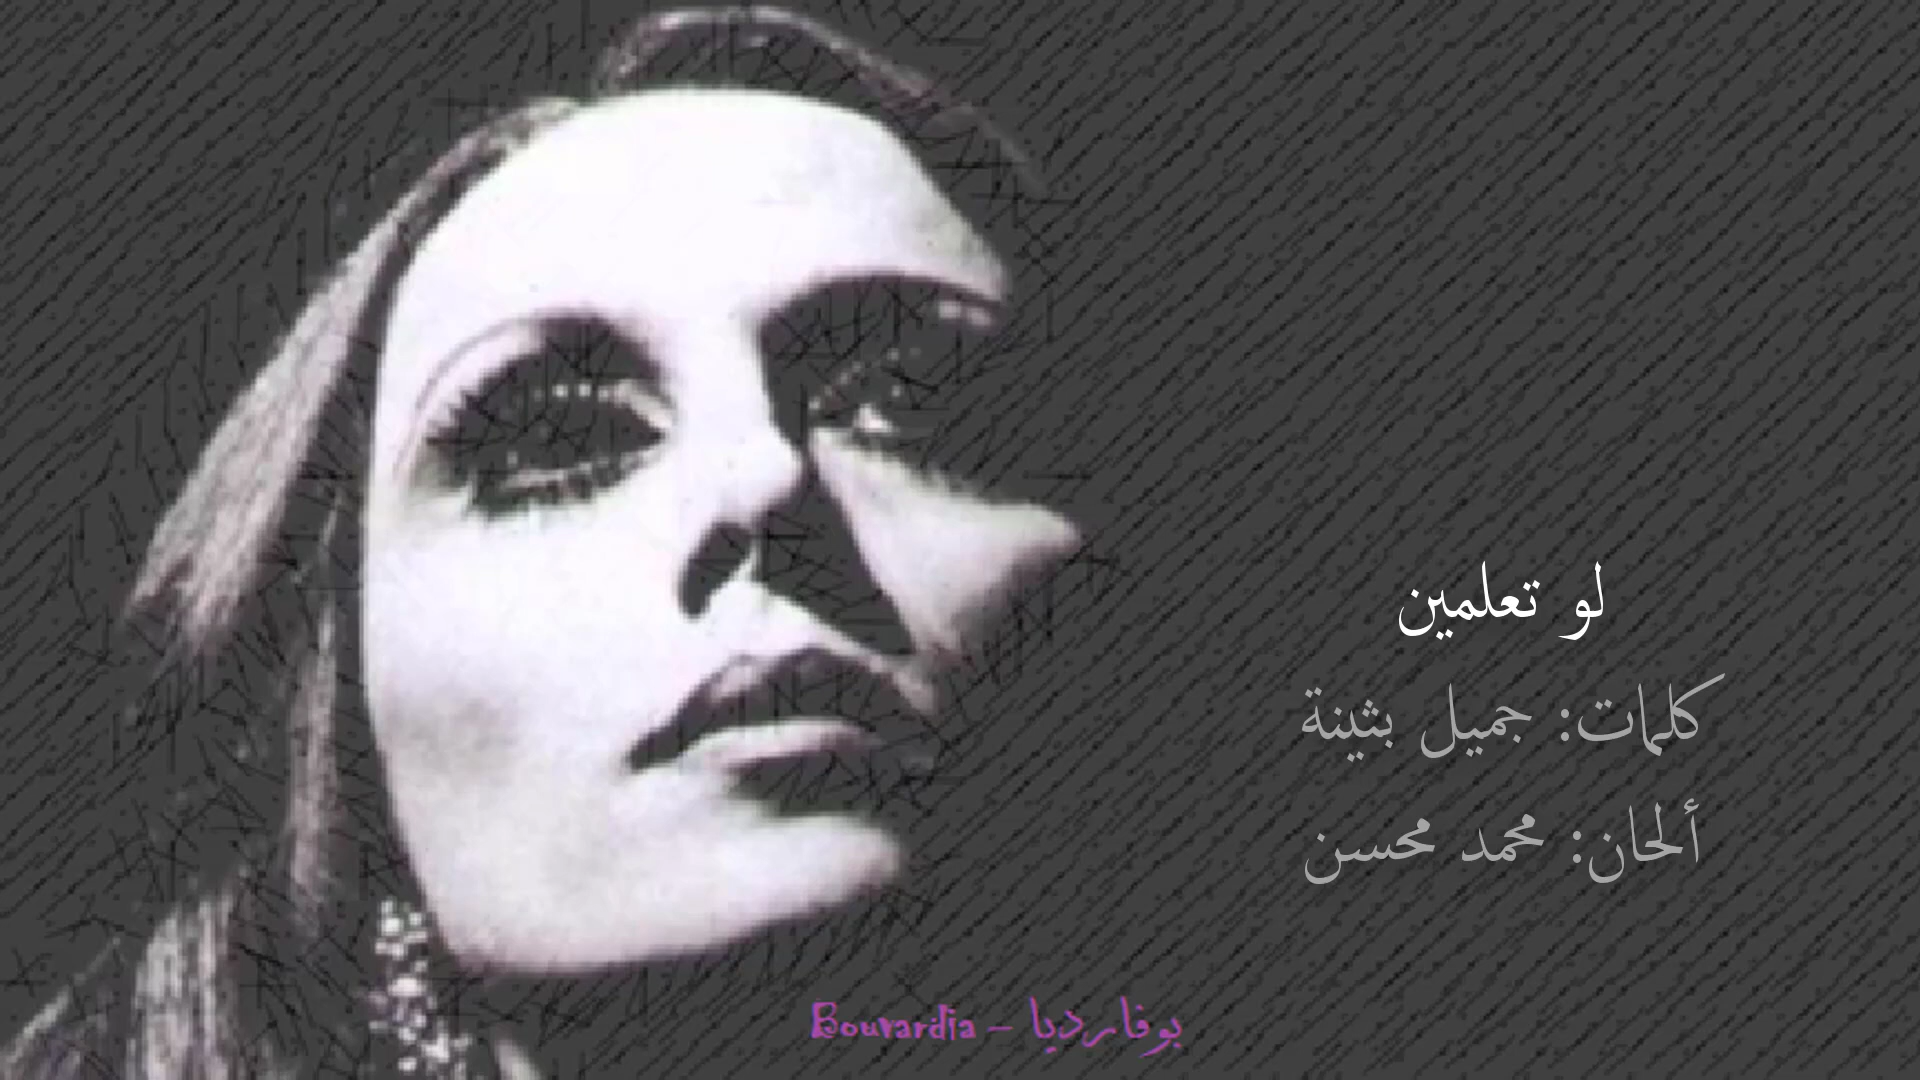 لو تعلمين
كلمات: جميل بثينة
ألحان: محمد محسن
Bouvardia - بوفارديا